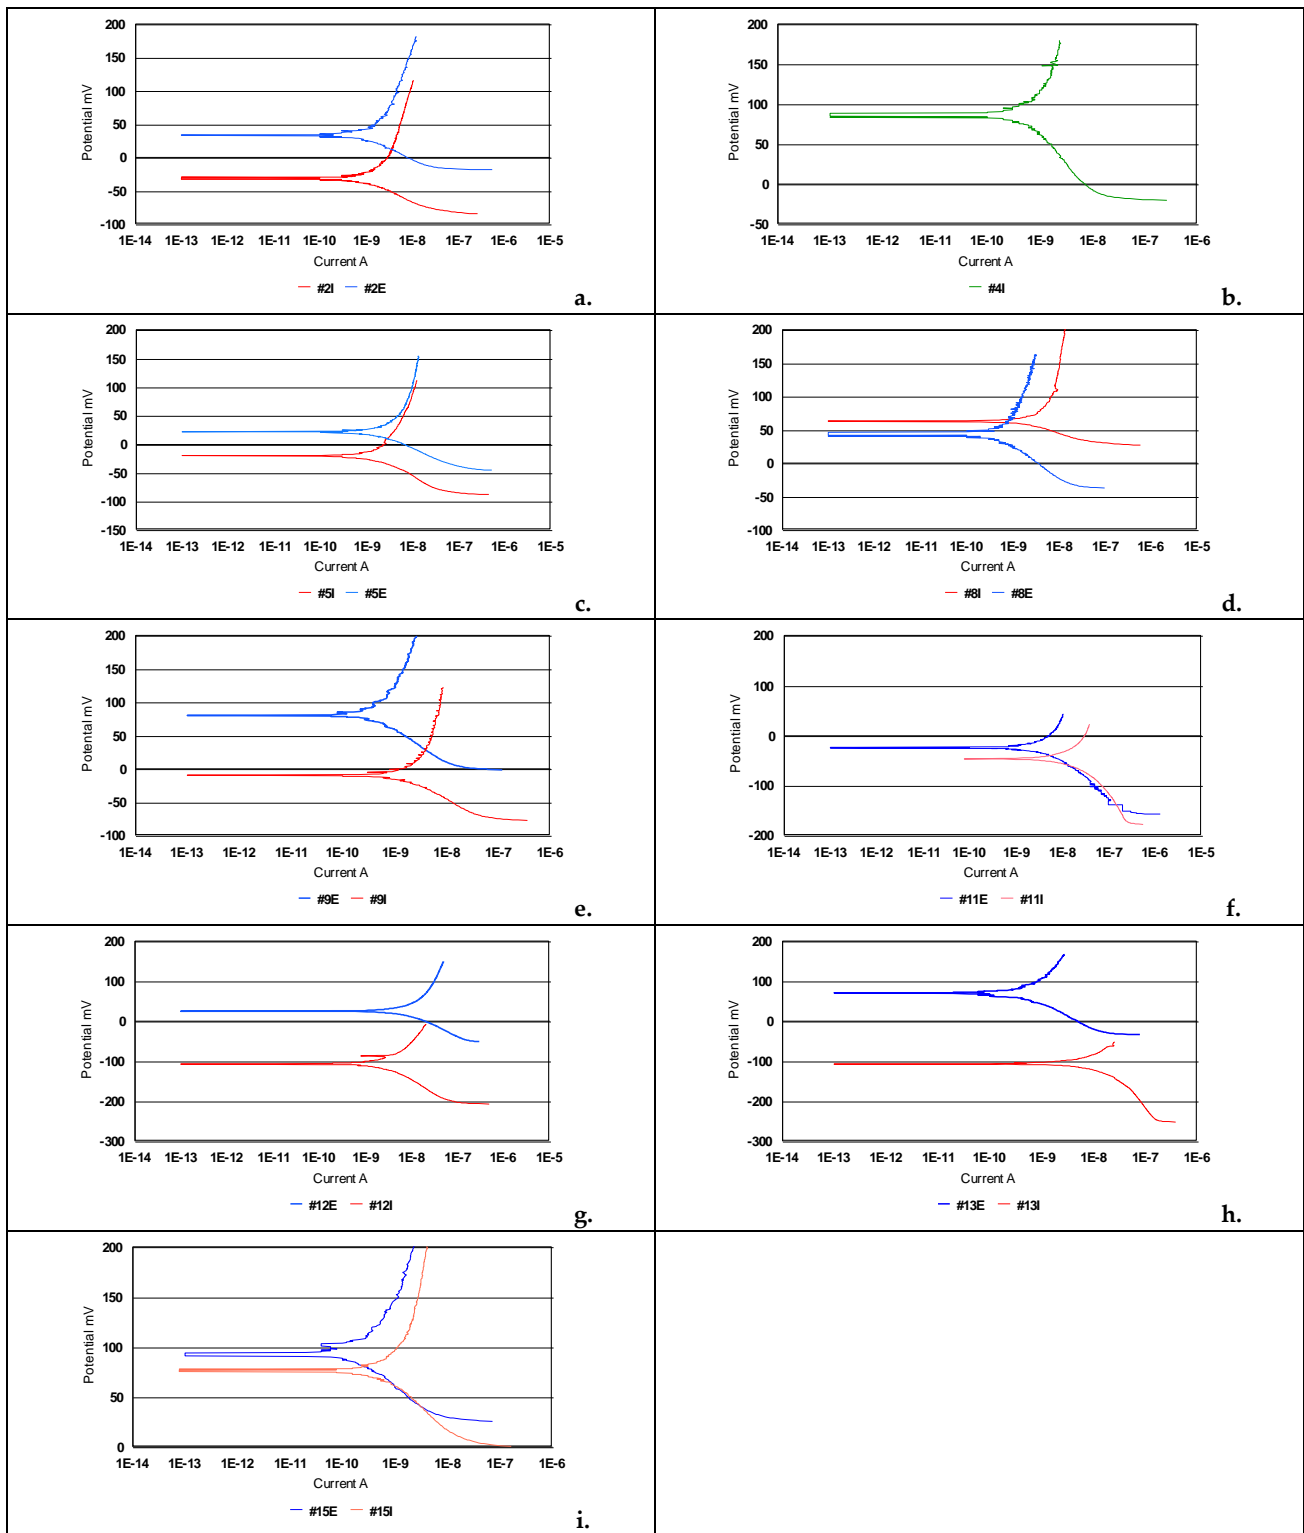 200
150
100
50
0
-50
-100
Potential mV
1E-14 1E-13 1E-12 1E-11 1E-10 1E-9 1E-8 1E-7 1E-6 1E-5
Current A
#2I #2E
a.
200
150
100
50
0
-50
Potential mV
1E-14 1E-13 1E-12 1E-11 1E-10 1E-9 1E-8 1E-7 1E-6
Current A
#4I
b.
200
150
100
50
0
-50
-100
-150
Potential mV
1E-14 1E-13 1E-12 1E-11 1E-10 1E-9 1E-8 1E-7 1E-6 1E-5
Current A
#5I #5E
c.
200
150
100
50
0
-50
-100
Potential mV
1E-14 1E-13 1E-12 1E-11 1E-10 1E-9 1E-8 1E-7 1E-6 1E-5
Current A
#8I #8E
d.
200
150
100
50
0
-50
-100
Potential mV
1E-14 1E-13 1E-12 1E-11 1E-10 1E-9 1E-8 1E-7 1E-6
Current A
#9E #9I
e.
200
100
0
-100
-200
Potential mV
1E-14 1E-13 1E-12 1E-11 1E-10 1E-9 1E-8 1E-7 1E-6 1E-5
Current A
#11E #11I
f.
200
100
0
-100
-200
-300
Potential mV
1E-14 1E-13 1E-12 1E-11 1E-10 1E-9 1E-8 1E-7 1E-6 1E-5
Current A
#12E #12I
g.
200
100
0
-100
-200
-300
Potential mV
1E-14 1E-13 1E-12 1E-11 1E-10 1E-9 1E-8 1E-7 1E-6
Current A
#13E #13I
h.
200
150
100
50
0
Potential mV
1E-14 1E-13 1E-12 1E-11 1E-10 1E-9 1E-8 1E-7 1E-6
Current A
#15E #15I
i.